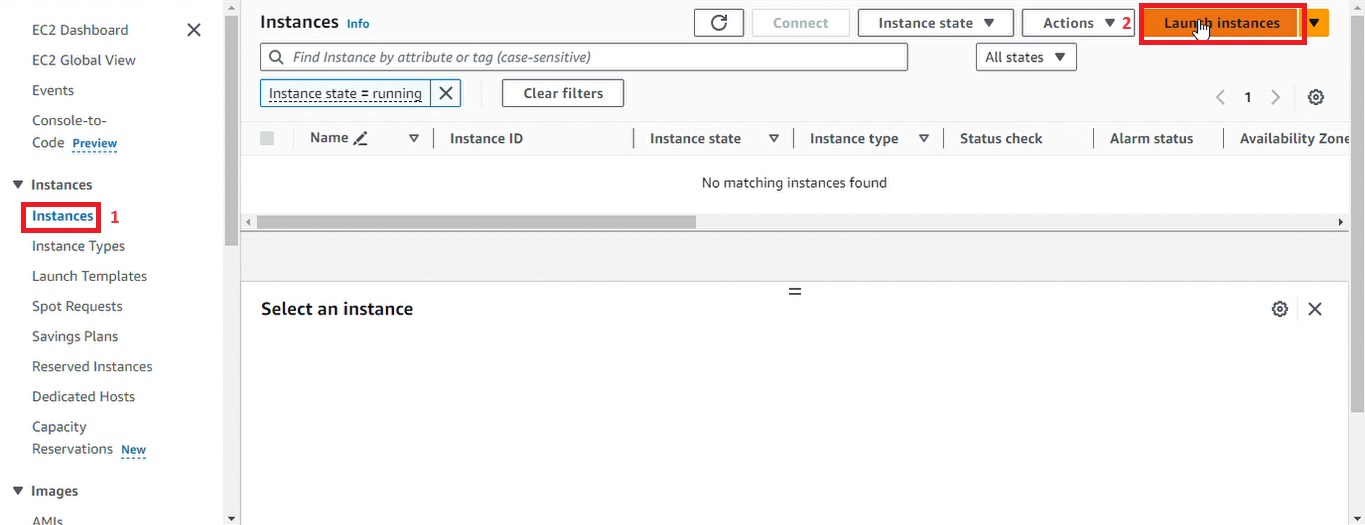 EC2 Dashboard
EC2 Global View
Events
Console-to-
Code Preview
Instances
Instances 1
Instance Types
Launch Templates
Spot Requests
Savings Plans
Reserved Instances
Dedicated Hosts
Capacity
Reservations New
Images
AMIs
Instances Info
Connect
Instance state
Actions
2
Launch instances
Find Instance by attribute or tag (case-sensitive)
All states
Instance state = running
Clear filters
1
Name Instance ID Instance state Instance type Status check Alarm status Availability Zone
No matching instances found
Select an instance